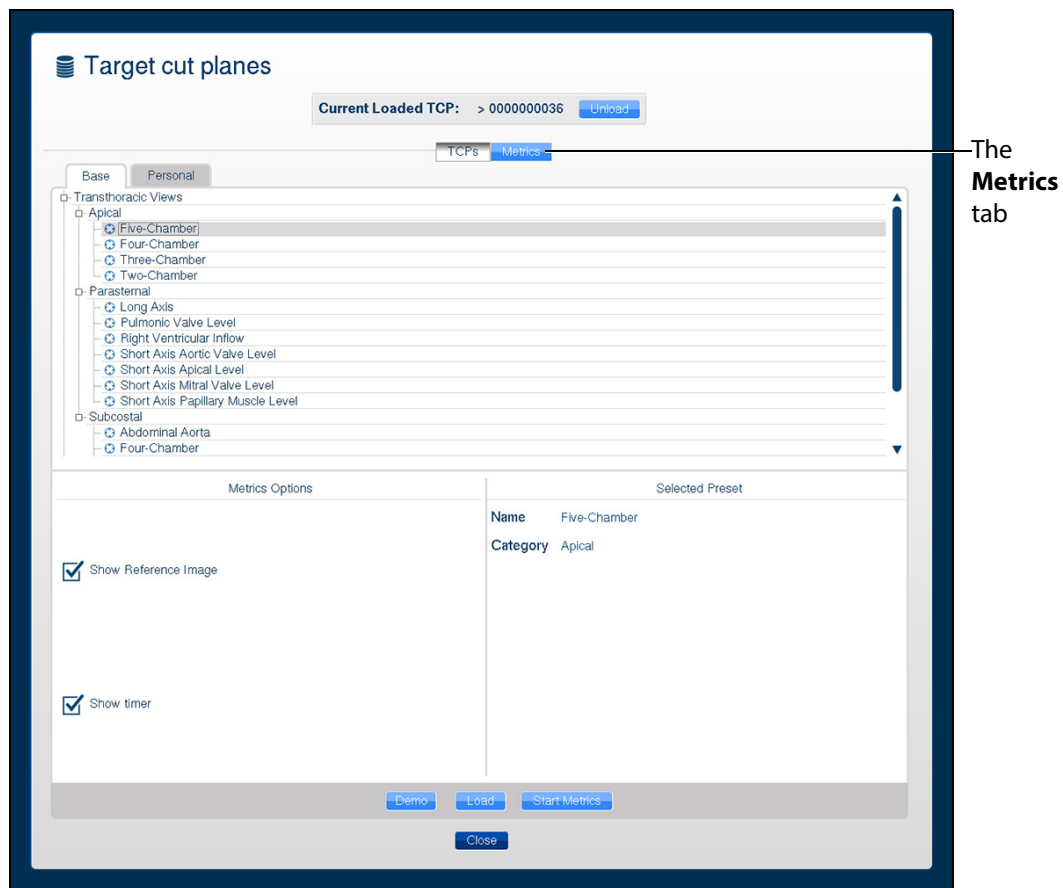 Target cut planes
Current Loaded TCP: > 0000000036 Unload
TCPs Metrics
The
Metrics
tab
Base Personal
Transthoracic Views
Apical
Five-Chamber
Four-Chamber
Three-Chamber
Two-Chamber
Parasternal
Long Axis
Pulmonic Valve Level
Right Ventricular Inflow
Short Axis Aortic Valve Level
Short Axis Apical Level
Short Axis Mitral Valve Level
Short Axis Papillary Muscle Level
Subcostal
Abdominal Aorta
Four-Chamber
Metrics Options
Show Reference Image
Show timer
Selected Preset
Name Five-Chamber
Category Apical
Demo Load Start Metrics
Close